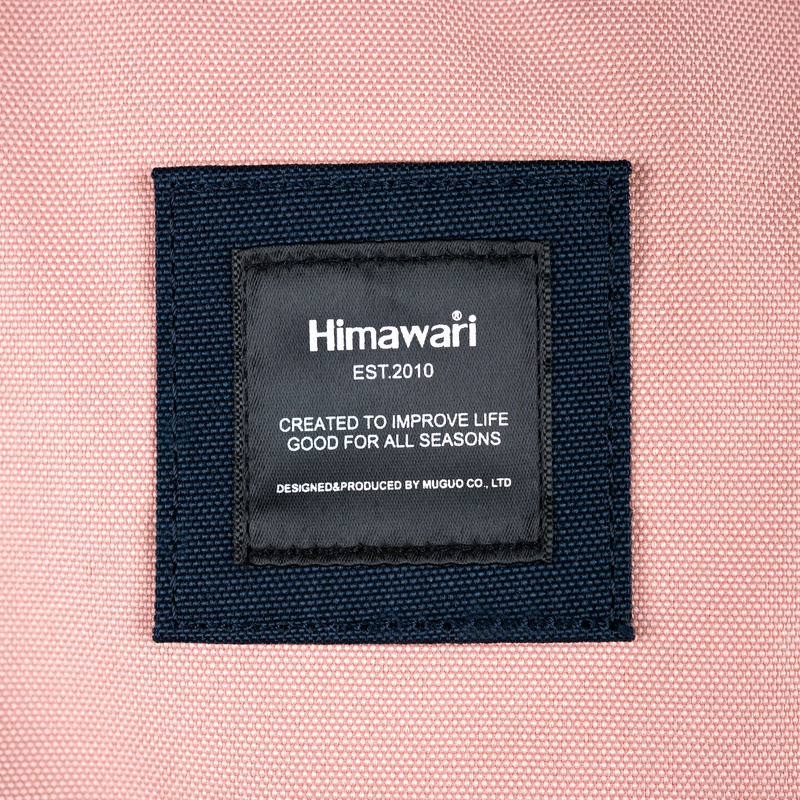 Himawari®
EST.2010
CREATED TO IMPROVE LIFE
GOOD FOR ALL SEASONS
DESIGNED&PRODUCED BY MUGUO CO., LTD